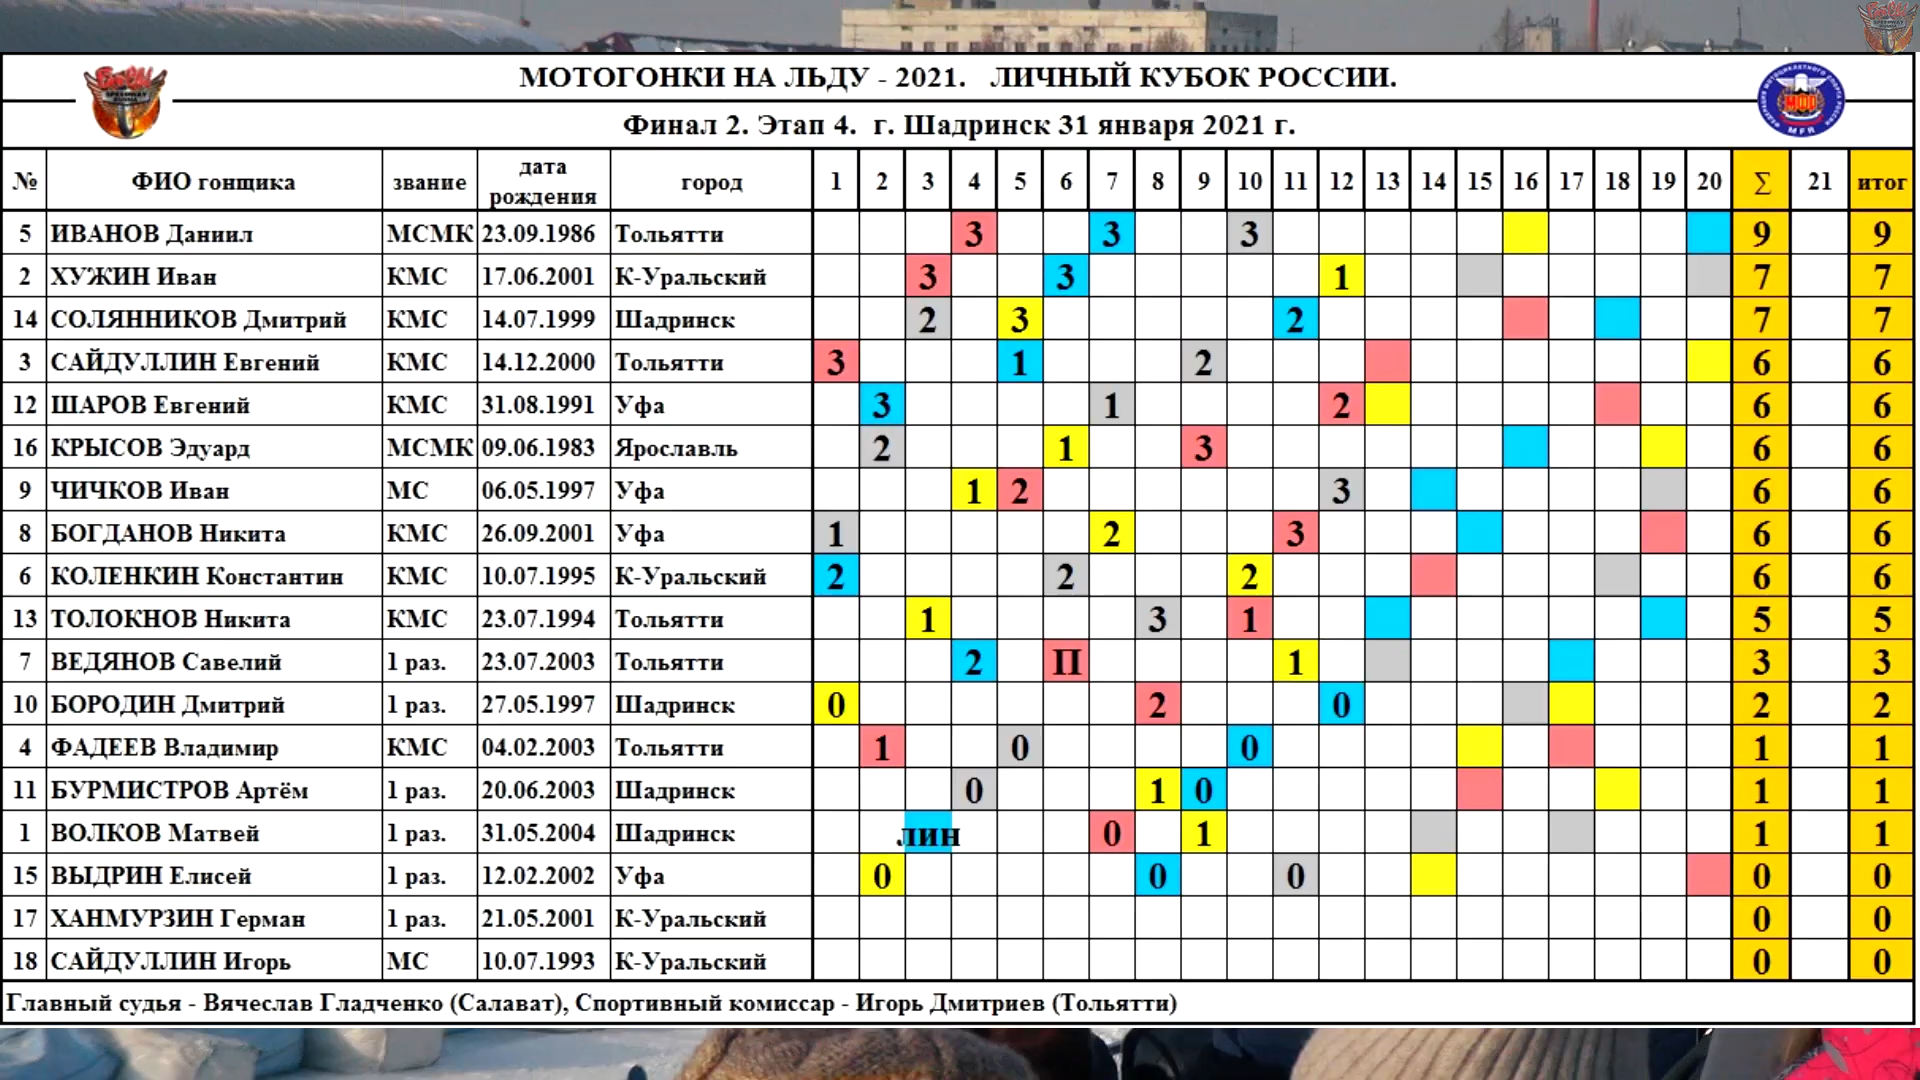 МОТОГОНКИ НА ЛЬДУ - 2021. ЛИЧНЫЙ КУБОК РОССИИ.
Финал 2. Этап 4. г. Шадринск 31 января 2021 г.
№ ФИО гонщика звание дата рождения город 1 2 3 4 5 6 7 8 9 10 11 12 13 14 15 16 17 18 19 20 ∑ 21 итог
5 ИВАНОВ Даниил МСМК 23.09.1986 Тольятти 3 3 3 9 9
2 ХУЖИН Иван КМС 17.06.2001 К-Уральский 3 3 1 7 7
14 СОЛЯННИКОВ Дмитрий КМС 14.07.1999 Шадринск 2 3 2 7 7
3 САЙДУЛЛИН Евгений КМС 14.12.2000 Тольятти 3 1 2 6 6
12 ШАРОВ Евгений КМС 31.08.1991 Уфа 3 1 2 6 6
16 КРЫСОВ Эдуард МСМК 09.06.1983 Ярославль 2 1 3 6 6
9 ЧИЧКОВ Иван МС 06.05.1997 Уфа 1 2 3 6 6
8 БОГДАНОВ Никита КМС 26.09.2001 Уфа 1 2 3 6 6
6 КОЛЕНКИН Константин КМС 10.07.1995 К-Уральский 2 2 2 6 6
13 ТОЛОКНОВ Никита КМС 23.07.1994 Тольятти 1 3 1 5 5
7 ВЕДЯНОВ Савелий 1 раз. 23.07.2003 Тольятти 2 П 1 3 3
10 БОРОДИН Дмитрий 1 раз. 27.05.1997 Шадринск 0 2 0 2 2
4 ФАДЕЕВ Владимир КМС 04.02.2003 Тольятти 1 0 0 1 1
11 БУРМИСТРОВ Артём 1 раз. 20.06.2003 Шадринск 0 1 0 1 1
1 ВОЛКОВ Матвей 1 раз. 31.05.2004 Шадринск лин 0 1 1 1
15 ВЫДРИН Елисей 1 раз. 12.02.2002 Уфа 0 0 0 0 0
17 ХАНМУРЗИН Герман 1 раз. 21.05.2001 К-Уральский 0 0
18 САЙДУЛЛИН Игорь МС 10.07.1993 К-Уральский 0 0
Главный судья - Вячеслав Гладченко (Салават), Спортивный комиссар - Игорь Дмитриев (Тольятти)